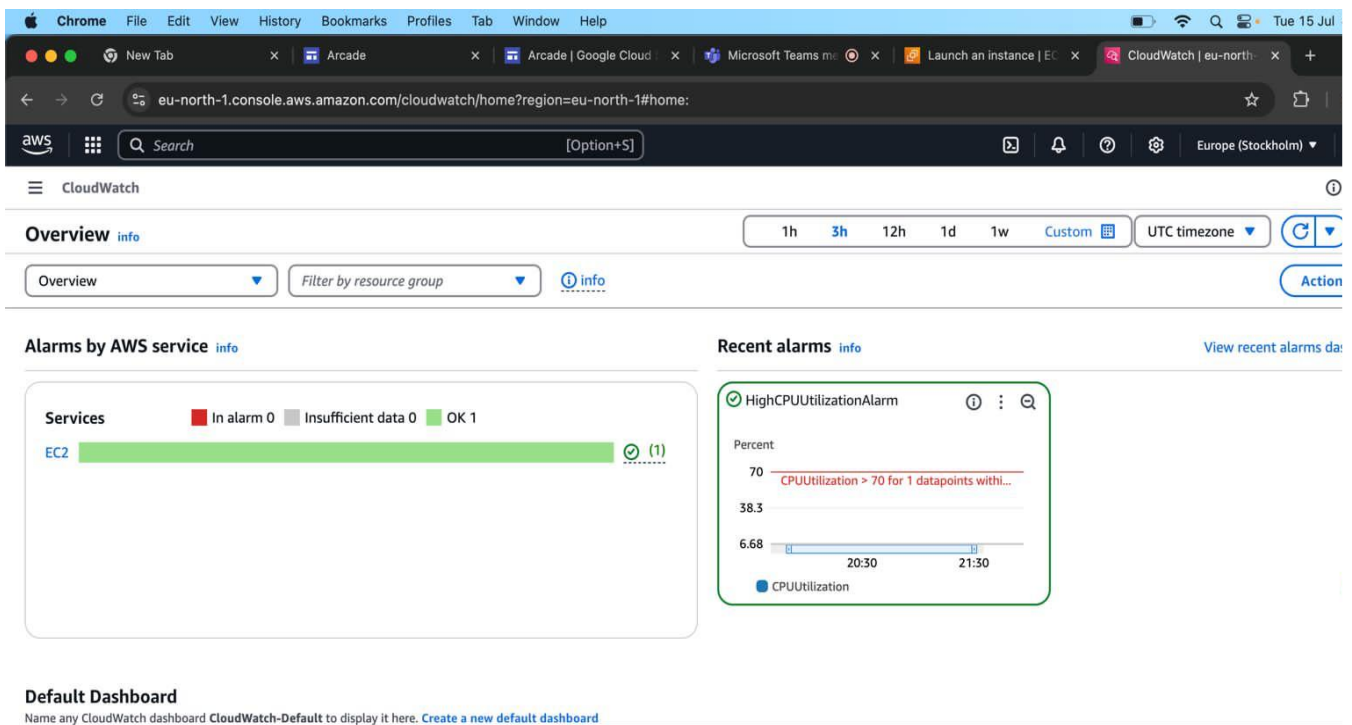 Chrome File Edit View History Bookmarks Profiles Tab Window Help Tue 15 Jul
New Tab Arcade Arcade | Google Cloud Microsoft Teams me Launch an instance | EC CloudWatch | eu-north-
eu-north-1.console.aws.amazon.com/cloudwatch/home?region=eu-north-1#home:
aws Search [Option+S] Europe (Stockholm)
CloudWatch
Overview info 1h 3h 12h 1d 1w Custom UTC timezone
Overview Filter by resource group info Action
Alarms by AWS service info
Services In alarm 0 Insufficient data 0 OK 1
EC2 (1)
Recent alarms info View recent alarms das
HighCPUUtilizationAlarm
Percent
70
CPUUtilization > 70 for 1 datapoints withi...
38.3
6.68
20:30 21:30
CPUUtilization
Default Dashboard
Name any CloudWatch dashboard CloudWatch-Default to display it here. Create a new default dashboard